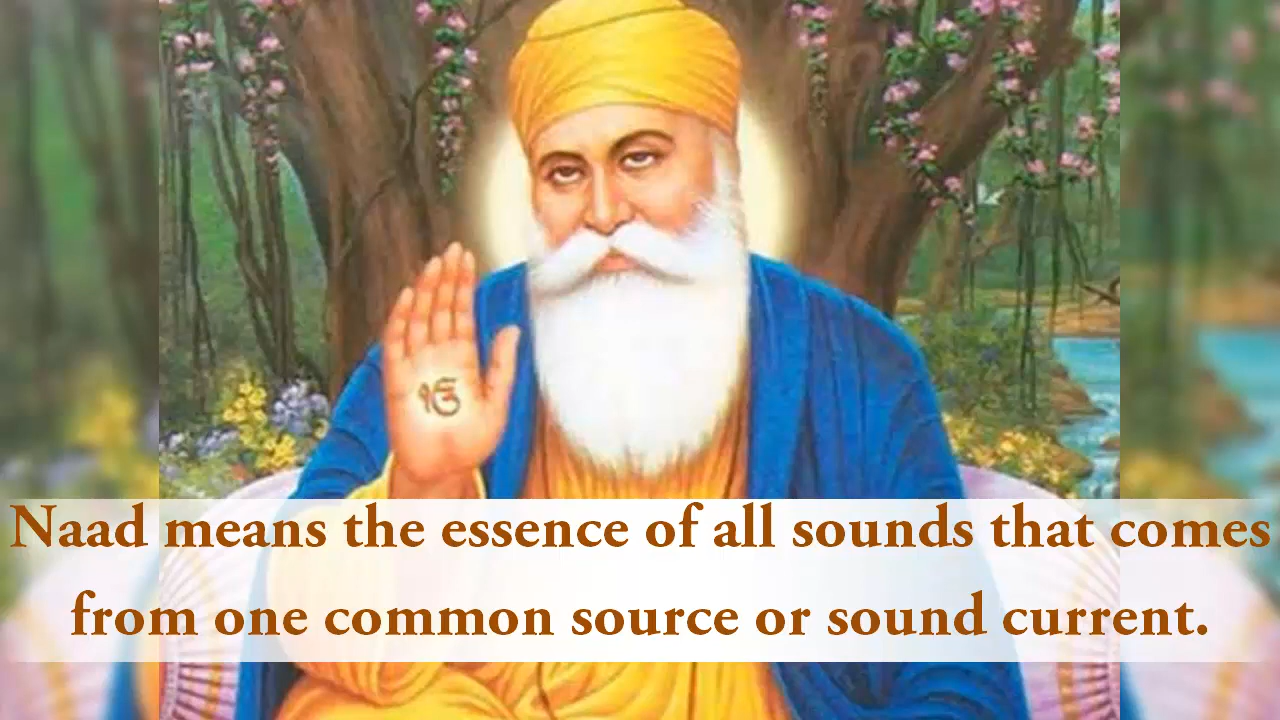 ੴ
Naad means the essence of all sounds that comes
from one common source or sound current.